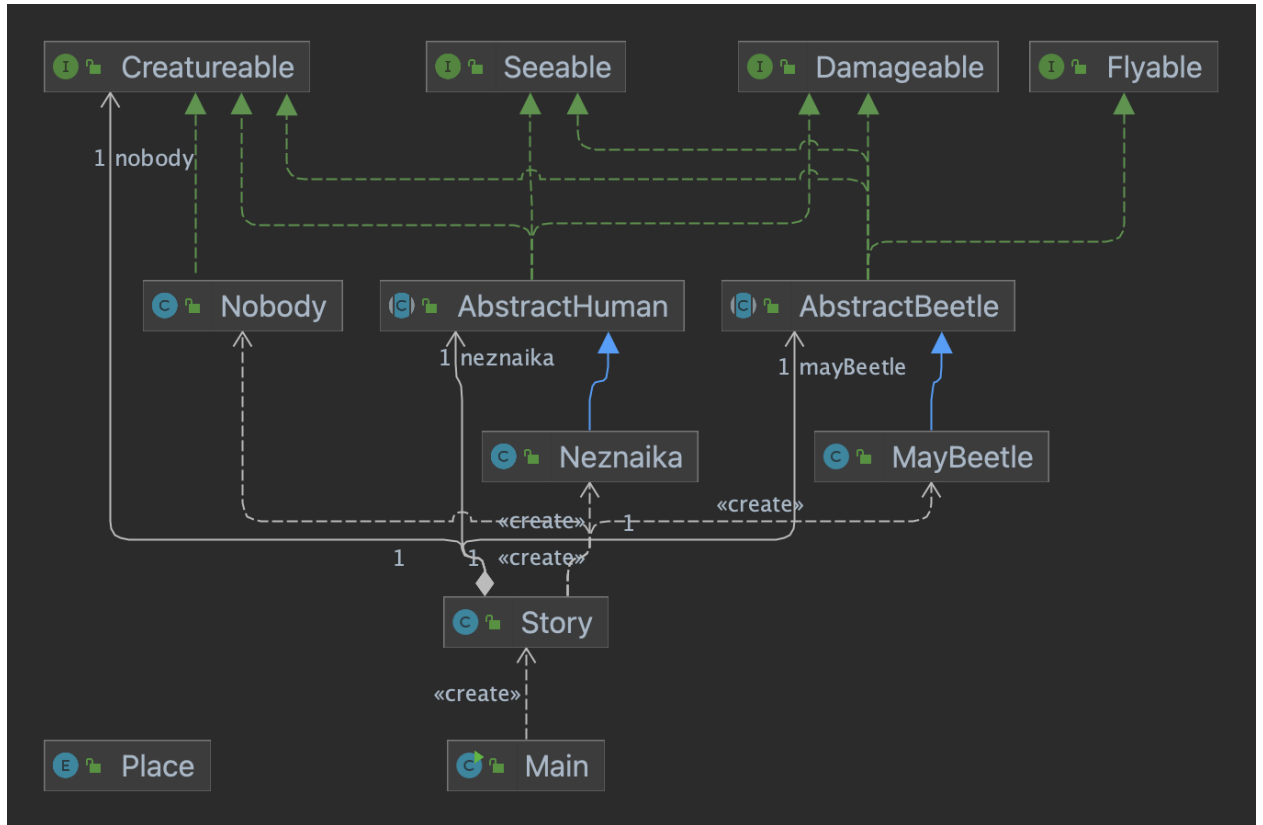 I Creatureable
I Seeable
I Damageable
I Flyable
1 nobody
C Nobody
C AbstractHuman
C AbstractBeetle
1 neznaika
1 mayBeetle
C Neznaika
C MayBeetle
«create»
«create»
1
1
1
«create»
C Story
«create»
E Place
C Main